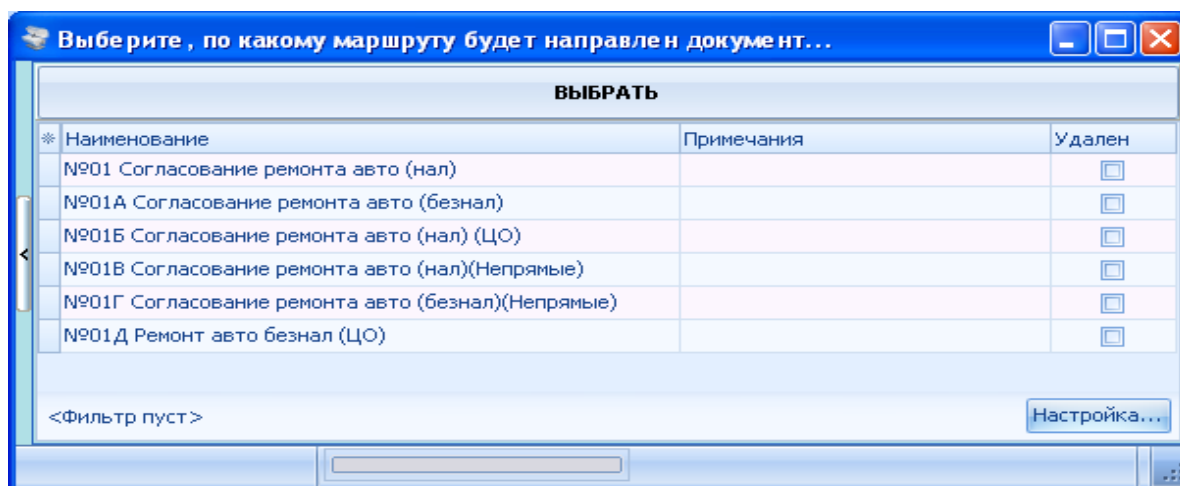 Выберите, по какому маршруту будет направлен документ...
ВЫБРАТЬ
Наименование Примечания Удален
№01 Согласование ремонта авто (нал)
№01А Согласование ремонта авто (безнал)
№01Б Согласование ремонта авто (нал) (ЦО)
№01В Согласование ремонта авто (нал)(Непрямые)
№01Г Согласование ремонта авто (безнал)(Непрямые)
№01Д Ремонт авто безнал (ЦО)
<Фильтр пуст> Настройка...